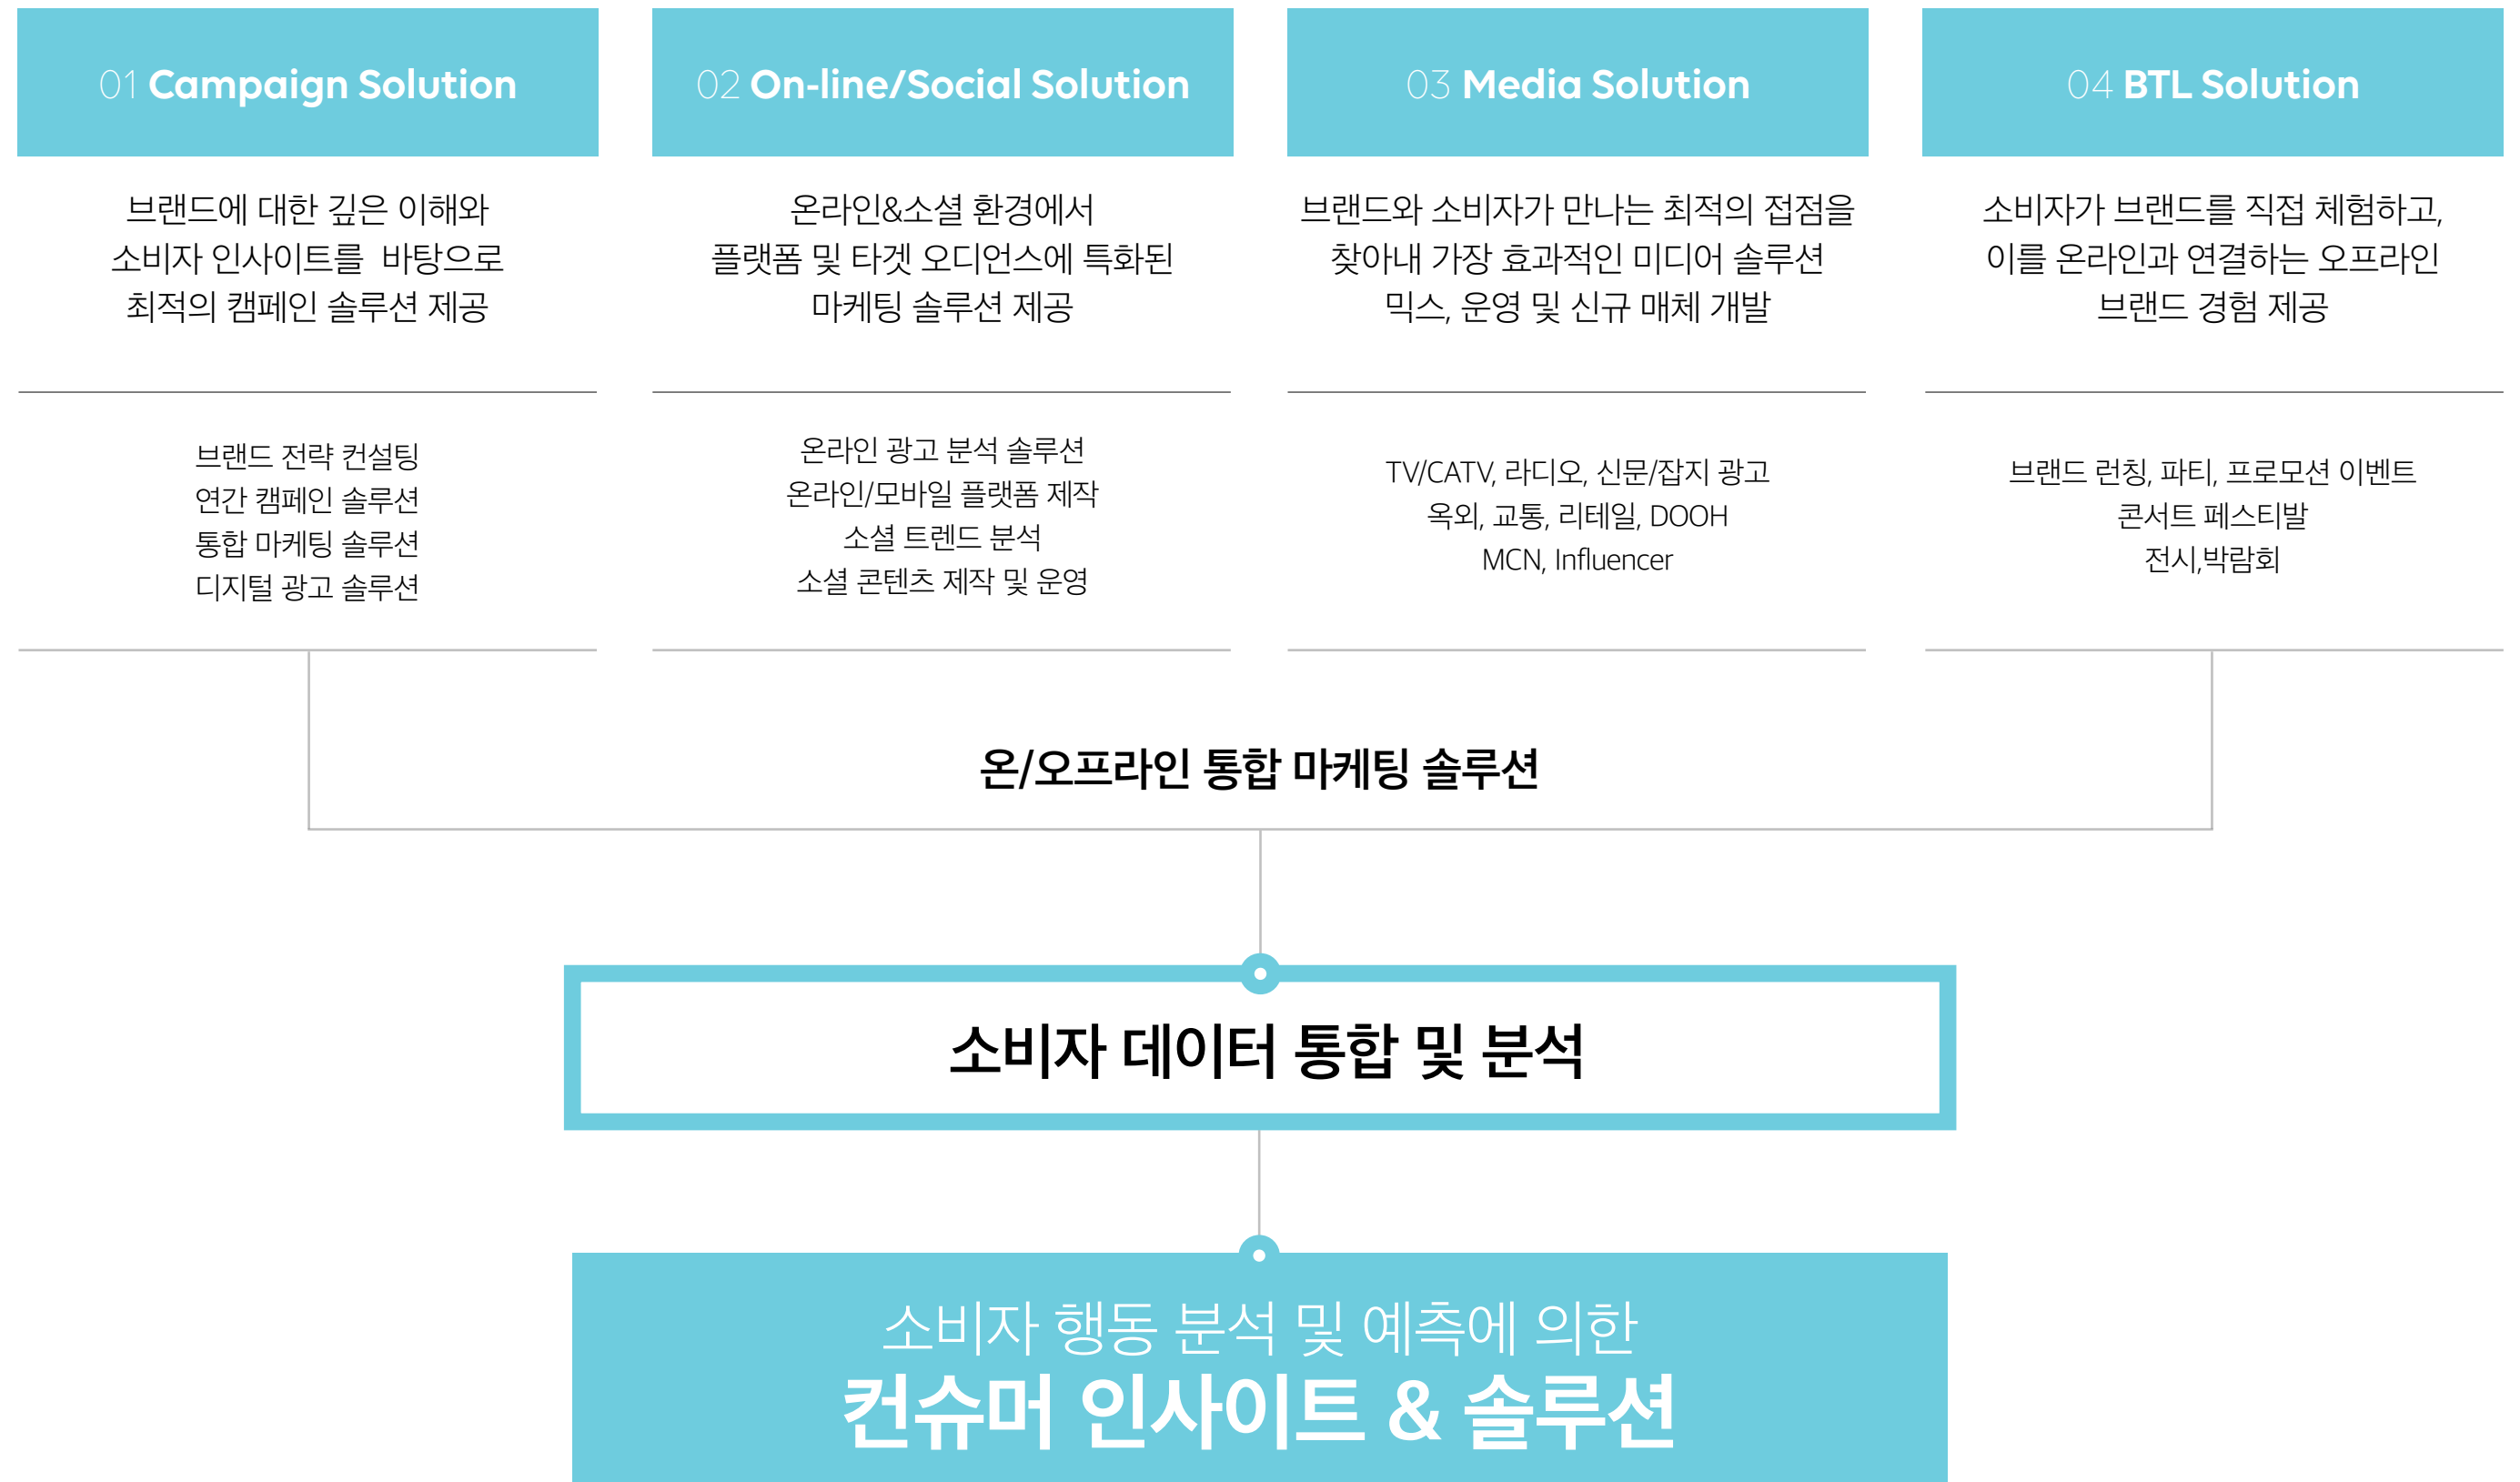 01 Campaign Solution
브랜드에 대한 깊은 이해와
소비자 인사이트를 바탕으로
최적의 캠페인 솔루션 제공
브랜드 전략 컨설팅
연간 캠페인 솔루션
통합 마케팅 솔루션
디지털 광고 솔루션
02 On-line/Social Solution
온라인&소셜 환경에서
플랫폼 및 타겟 오디언스에 특화된
마케팅 솔루션 제공
온라인 광고 분석 솔루션
온라인/모바일 플랫폼 제작
소셜 트렌드 분석
소셜 콘텐츠 제작 및 운영
03 Media Solution
브랜드와 소비자가 만나는 최적의 접점을
찾아내 가장 효과적인 미디어 솔루션
믹스, 운영 및 신규 매체 개발
TV/CATV, 라디오, 신문/잡지 광고
옥외, 교통, 리테일, DOOH
MCN, Influencer
04 BTL Solution
소비자가 브랜드를 직접 체험하고,
이를 온라인과 연결하는 오프라인
브랜드 경험 제공
브랜드 런칭, 파티, 프로모션 이벤트
콘서트 페스티발
전시,박람회
온/오프라인 통합 마케팅 솔루션
소비자 데이터 통합 및 분석
소비자 행동 분석 및 예측에 의한
컨슈머 인사이트 & 솔루션